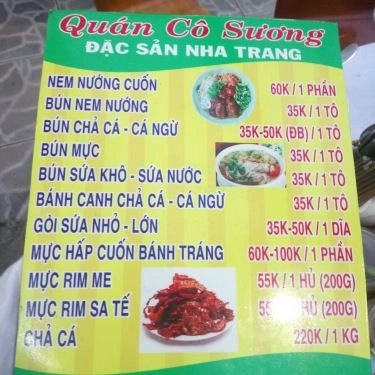 Quán Cô Sương
ĐẶC SẢN NHA TRANG
NEM NƯỚNG CUỐN 60K / 1 PHẦN
BÚN NEM NƯỚNG 35K / 1 TÔ
BÚN CHẢ CÁ - CÁ NGỪ 35K-50K (ĐB) / 1 TÔ
BÚN MỰC 35K / 1 TÔ
BÚN SỨA KHÔ - SỨA NƯỚC 35K / 1 TÔ
BÁNH CANH CHẢ CÁ - CÁ NGỪ 35K / 1 TÔ
GỎI SỨA NHỎ - LỚN 35K-50K / 1 DĨA
MỰC HẤP CUỐN BÁNH TRÁNG 60K-100K / 1 PHẦN
MỰC RIM ME 55K / 1 HỦ (200G)
MỰC RIM SA TẾ 55K / 1 HỦ (200G)
CHẢ CÁ 220K / 1 KG